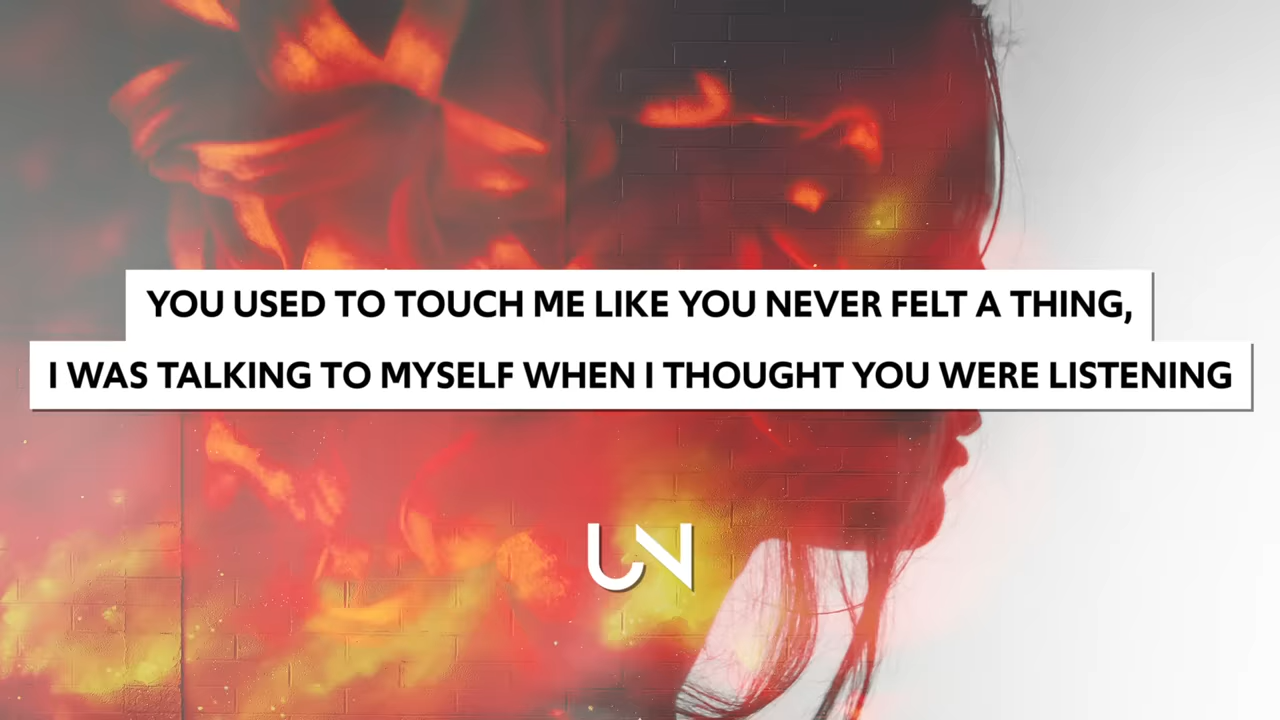 YOU USED TO TOUCH ME LIKE YOU NEVER FELT A THING,
I WAS TALKING TO MYSELF WHEN I THOUGHT YOU WERE LISTENING
UN